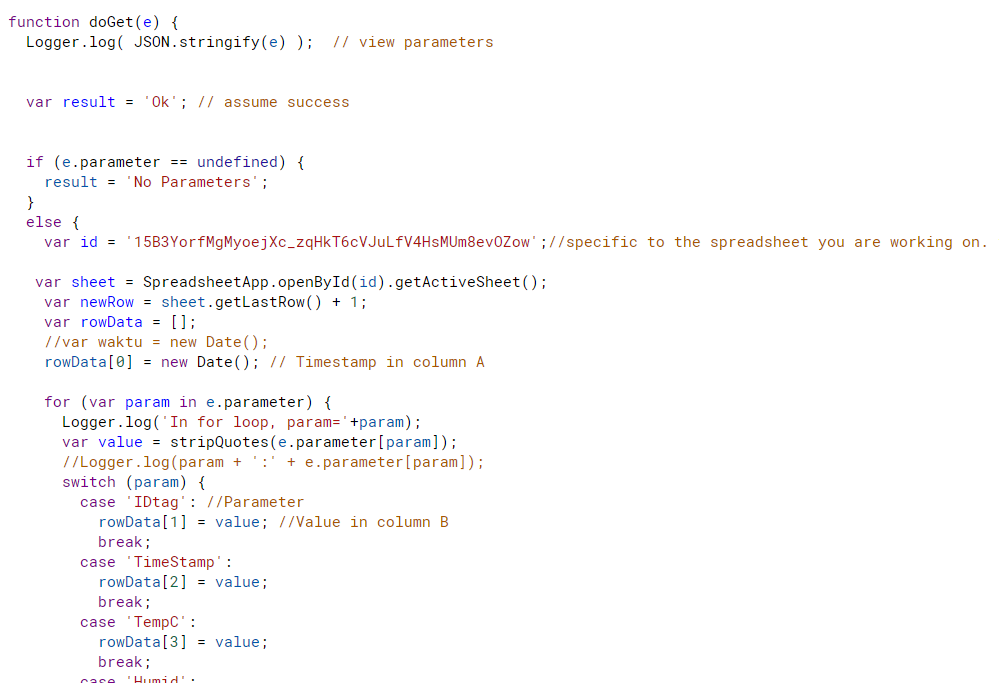 function doGet(e) {
Logger.log( JSON.stringify(e) );  // view parameters
var result = 'Ok'; // assume success
if (e.parameter == undefined) {
result = 'No Parameters';
}
else {
var id = '15B3YorfMgMyoejXc_zqHkT6cVJuLfV4HsMUm8evOZow';//specific to the spreadsheet you are working on.
var sheet = SpreadsheetApp.openById(id).getActiveSheet();
var newRow = sheet.getLastRow() + 1;
var rowData = [];
//var waktu = new Date();
rowData[0] = new Date(); // Timestamp in column A
for (var param in e.parameter) {
Logger.log('In for loop, param='+param);
var value = stripQuotes(e.parameter[param]);
//Logger.log(param + ':' + e.parameter[param]);
switch (param) {
case 'IDtag': //Parameter
rowData[1] = value; //Value in column B
break;
case 'TimeStamp':
rowData[2] = value;
break;
case 'TempC':
rowData[3] = value;
break;
case 'Humid':